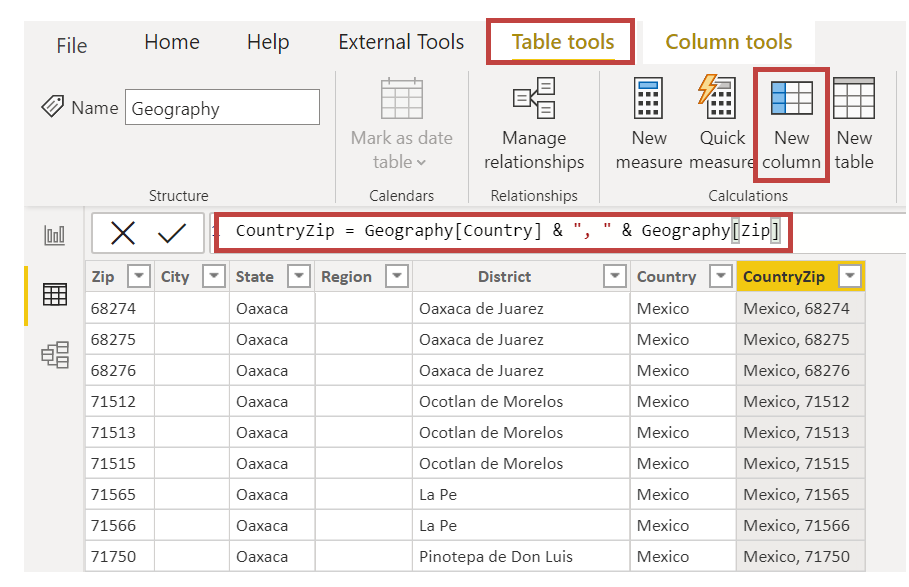 File Home Help External Tools Table tools Column tools
Name Geography
Mark as date table
Manage relationships
New measure
Quick measure
New column
New table
Structure Calendars Relationships Calculations
1 CountryZip = Geography[Country] & ", " & Geography[Zip]
Zip City State Region District Country CountryZip
68274 Oaxaca Oaxaca de Juarez Mexico Mexico, 68274
68275 Oaxaca Oaxaca de Juarez Mexico Mexico, 68275
68276 Oaxaca Oaxaca de Juarez Mexico Mexico, 68276
71512 Oaxaca Ocotlan de Morelos Mexico Mexico, 71512
71513 Oaxaca Ocotlan de Morelos Mexico Mexico, 71513
71515 Oaxaca Ocotlan de Morelos Mexico Mexico, 71515
71565 Oaxaca La Pe Mexico Mexico, 71565
71566 Oaxaca La Pe Mexico Mexico, 71566
71750 Oaxaca Pinotepa de Don Luis Mexico Mexico, 71750